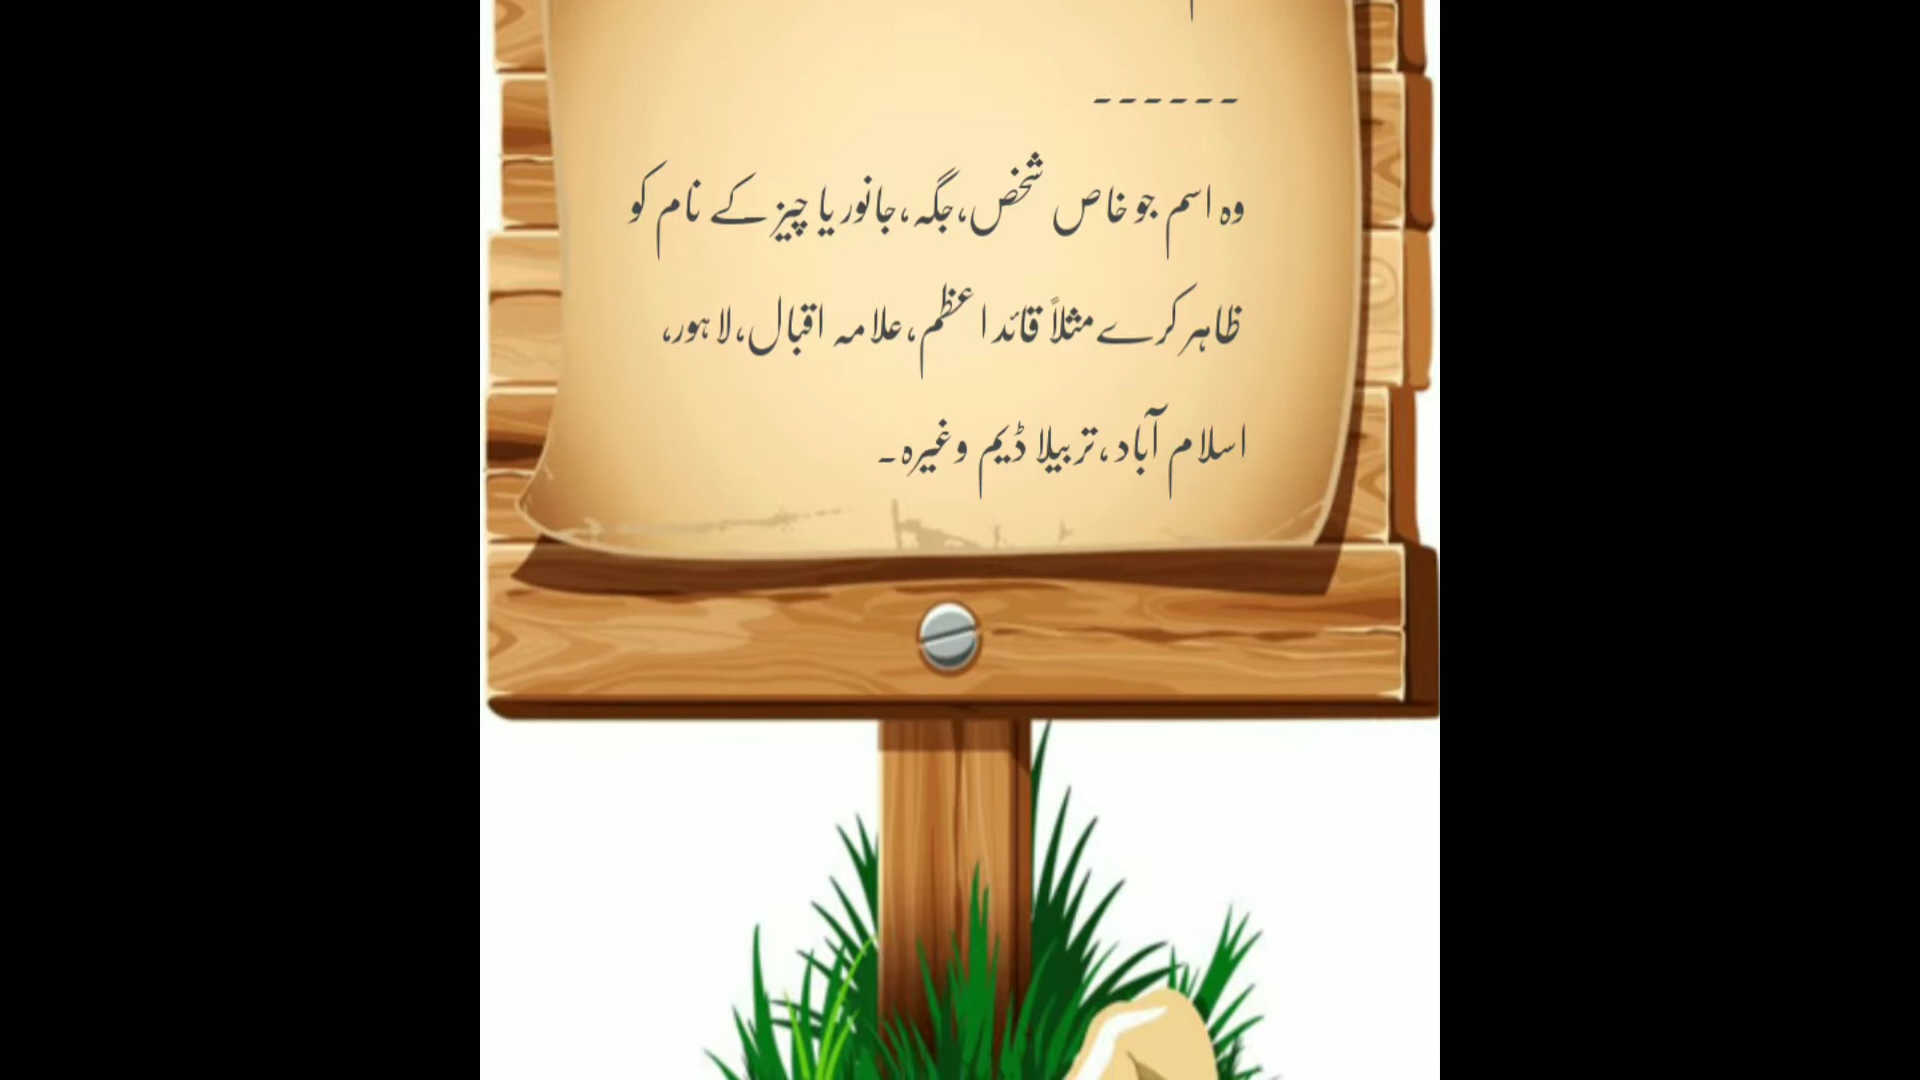 ------
وہ اسم جو خاص شخص،جگہ،جانور یا چیز کے نام کو
ظاہر کرے مثلاً قائداعظم،علامہ اقبال،لاہور،
اسلام آباد،تربیلا ڈیم وغیرہ۔